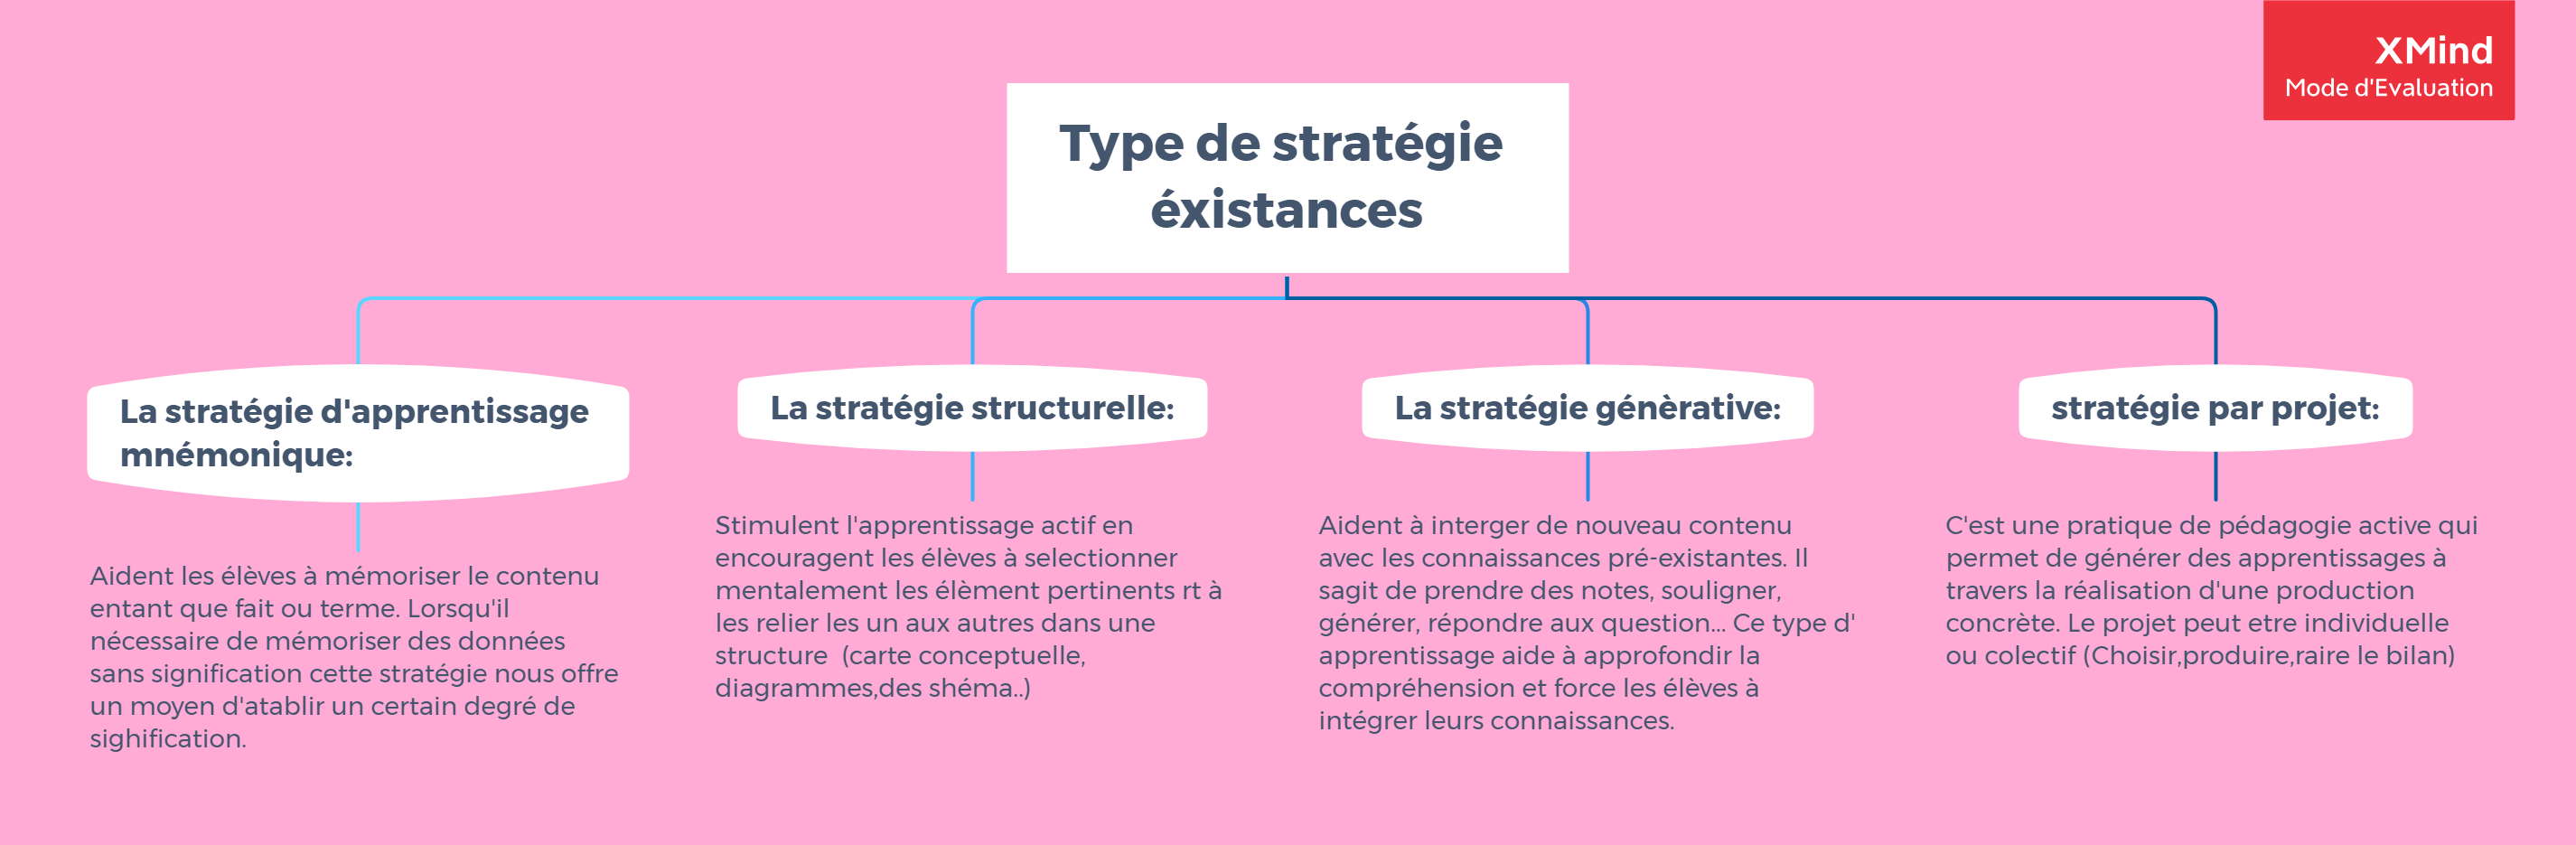 XMind
Mode d'Evaluation
Type de stratégie
éxistances
La stratégie d'apprentissage
mnémonique:
Aident les élèves à mémoriser le contenu
entant que fait ou terme. Lorsqu'il
nécessaire de mémoriser des données
sans signification cette stratégie nous offre
un moyen d'atablir un certain degré de
sighification.
La stratégie structurelle:
Stimulent l'apprentissage actif en
encouragent les élèves à selectionner
mentalement les élèment pertinents rt à
les relier les un aux autres dans une
structure  (carte conceptuelle,
diagrammes,des shéma..)
La stratégie génèrative:
Aident à interger de nouveau contenu
avec les connaissances pré-existantes. Il
sagit de prendre des notes, souligner,
générer, répondre aux question... Ce type d'
apprentissage aide à approfondir la
compréhension et force les élèves à
intégrer leurs connaissances.
stratégie par projet:
C'est une pratique de pédagogie active qui
permet de générer des apprentissages à
travers la réalisation d'une production
concrète. Le projet peut etre individuelle
ou colectif (Choisir,produire,raire le bilan)